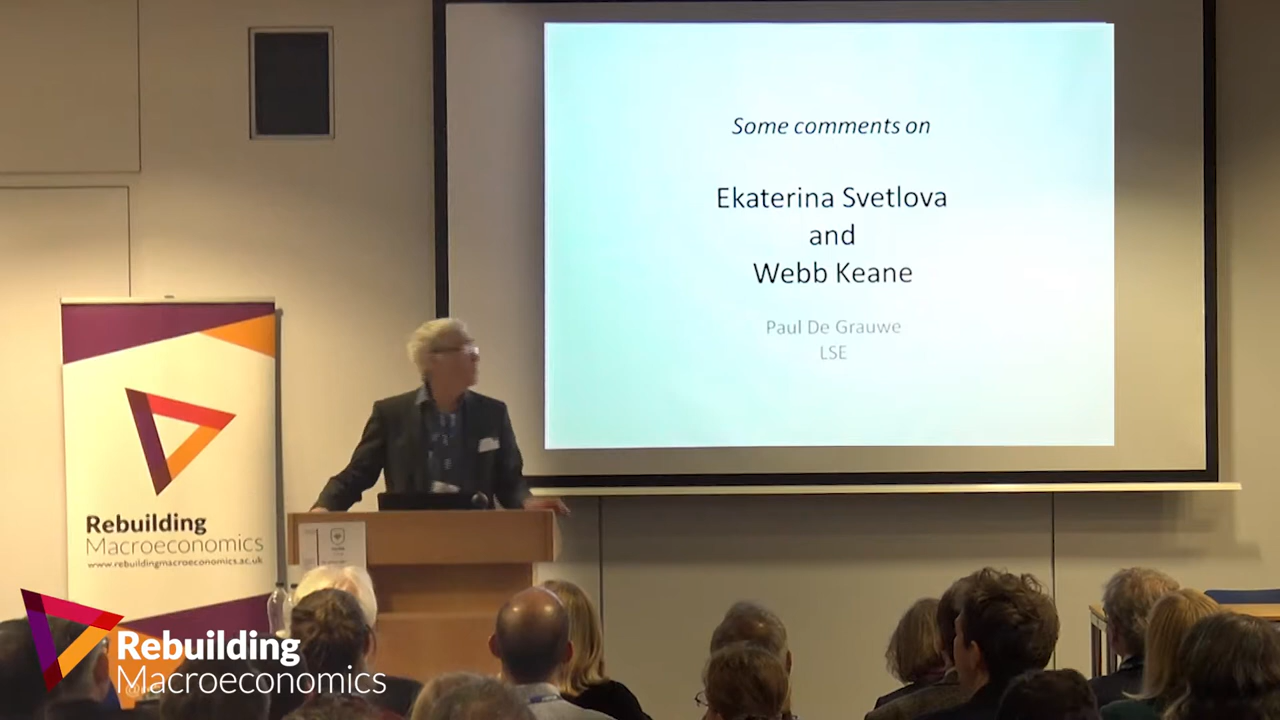 Some comments on
Ekaterina Svetlova
and
Webb Keane
Paul De Grauwe
LSE
Rebuilding
Macroeconomics
www.rebuildingmacroeconomics.ac.uk
Rebuilding
Macroeconomics